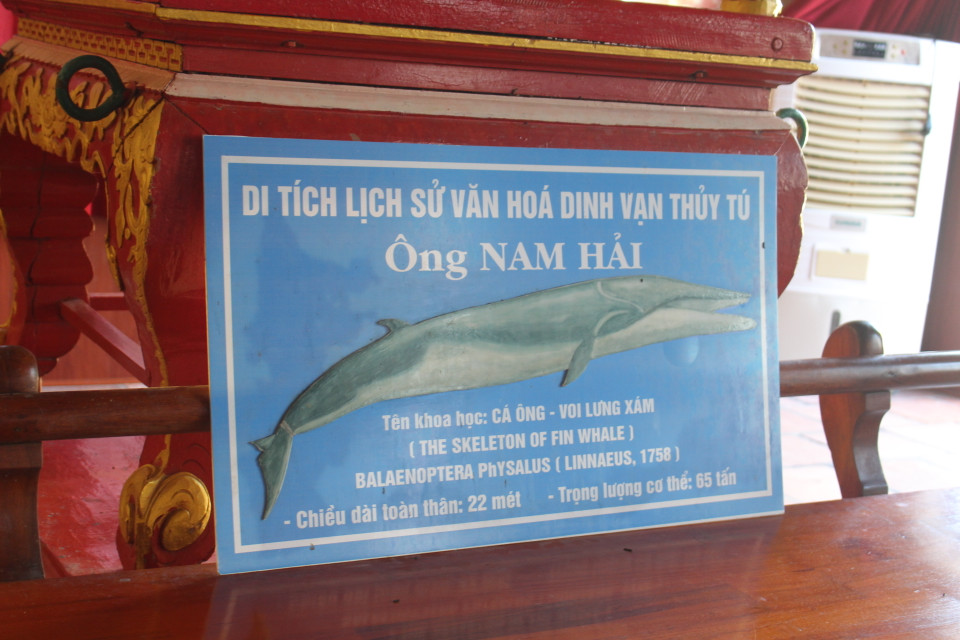 DI TÍCH LỊCH SỬ VĂN HOÁ DINH VẠN THỦY TÚ
Ông NAM HẢI
Tên khoa học: CÁ ÔNG - VOI LƯNG XÁM
( THE SKELETON OF FIN WHALE )
BALAENOPTERA PhYSALUS ( LINNAEUS, 1758 )
- Chiều dài toàn thân: 22 mét - Trọng lượng cơ thể: 65 tấn